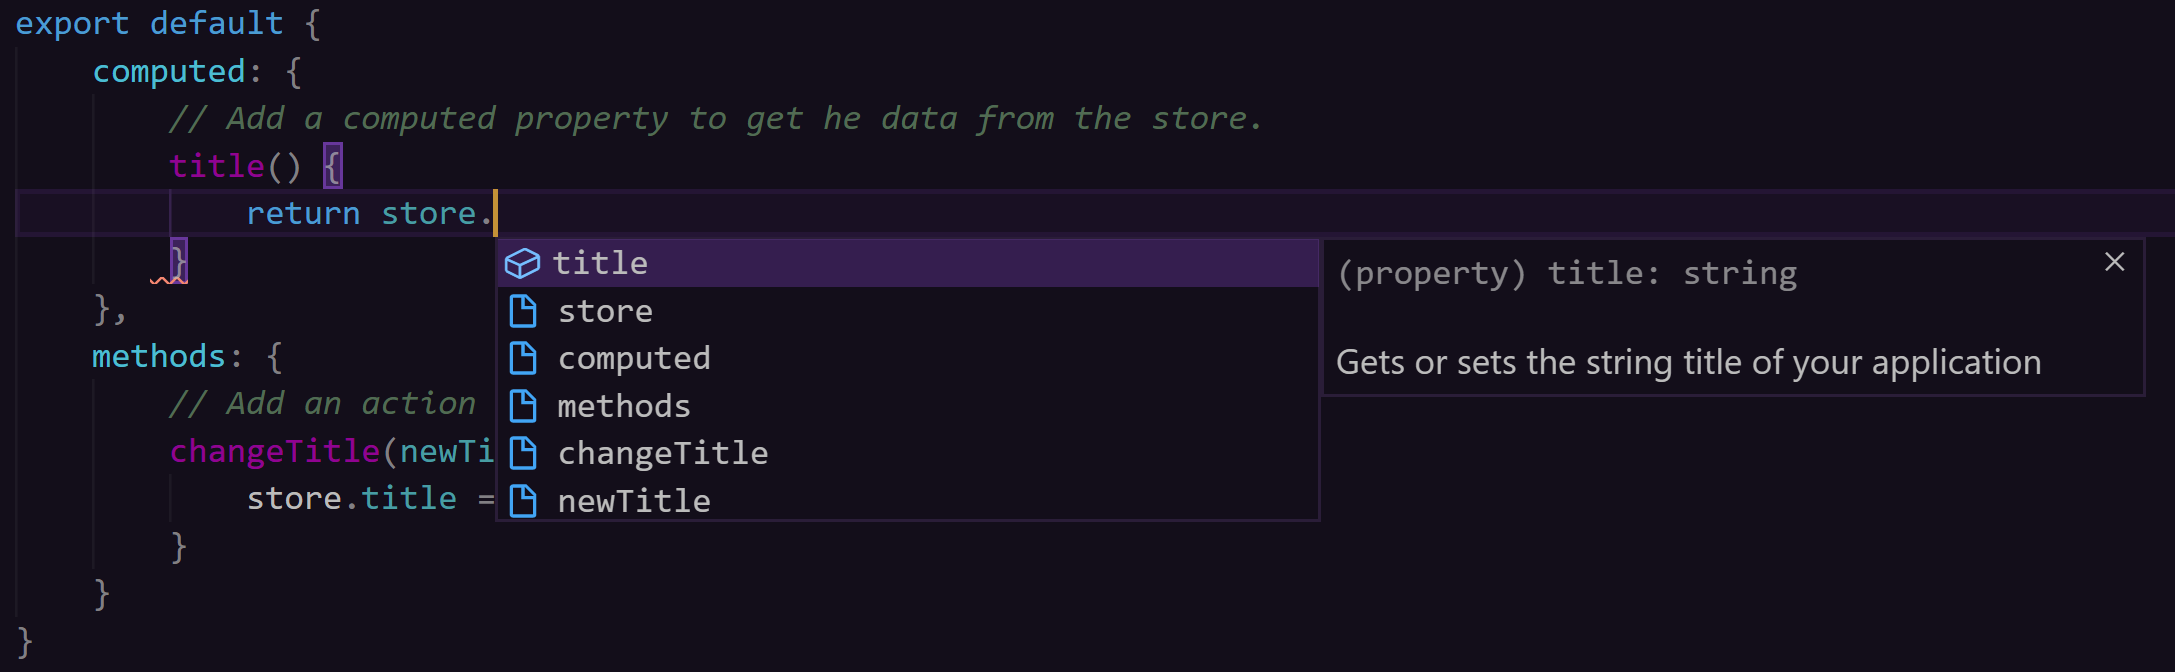 export default {
computed: {
// Add a computed property to get he data from the store.
title() {
return store.
}
},
methods: {
// Add an action
changeTitle(newTi
store.title =
}
}
}
title
store
computed
methods
changeTitle
newTitle
(property) title: string
Gets or sets the string title of your application